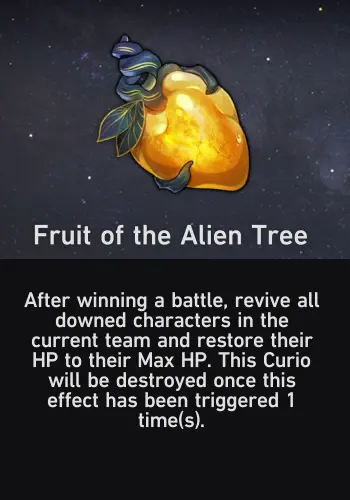 Fruit of the Alien Tree
After winning a battle, revive all
downed characters in the
current team and restore their
HP to their Max HP. This Curio
will be destroyed once this
effect has been triggered 1
time(s).